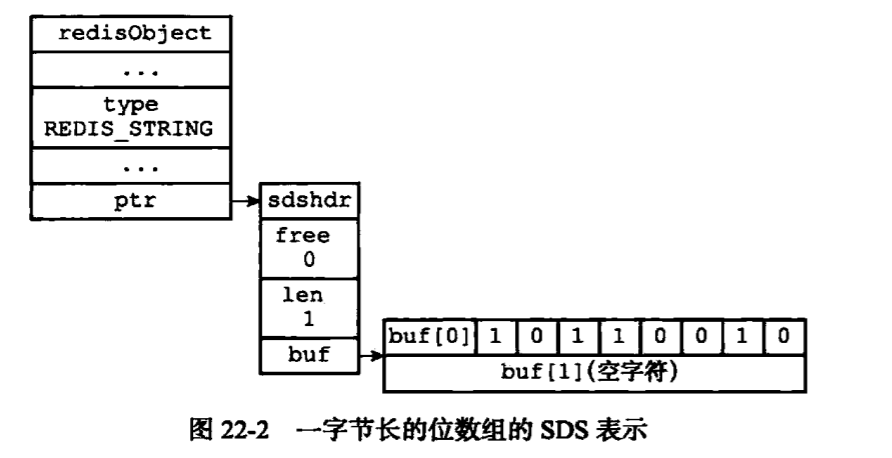 redisObject
...
type
REDIS_STRING
...
ptr
sdshdr
free
0
len
1
buf
buf[0] 1 0 1 1 0 0 1 0
buf[1](空字符)
图 22-2 一字节长的位数组的 SDS 表示